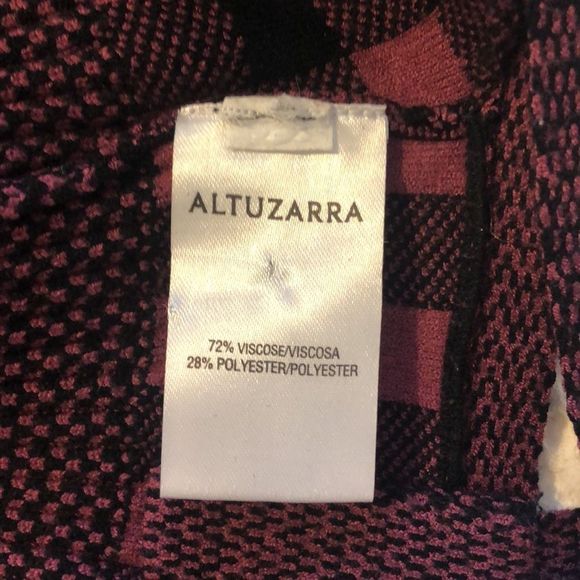 ALTUZARRA
72% VISCOSE/VISCOSA
28% POLYESTER/POLYESTER